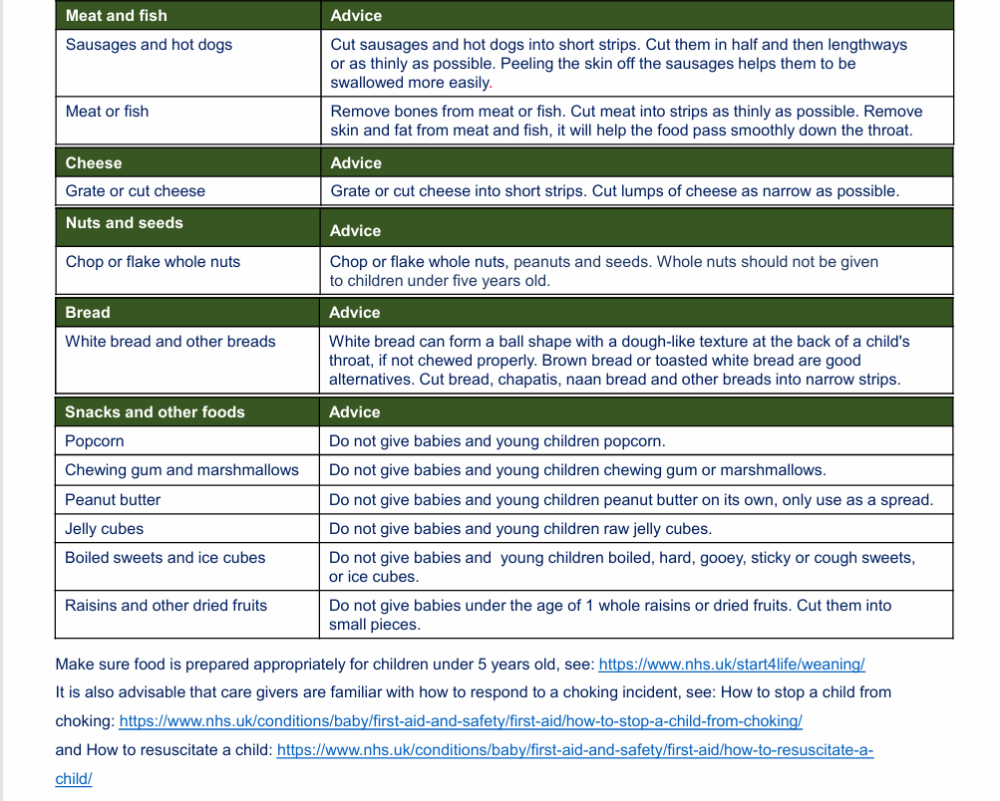 Meat and fish Advice
Sausages and hot dogs Cut sausages and hot dogs into short strips. Cut them in half and then lengthways
or as thinly as possible. Peeling the skin off the sausages helps them to be
swallowed more easily.
Meat or fish Remove bones from meat or fish. Cut meat into strips as thinly as possible. Remove
skin and fat from meat and fish, it will help the food pass smoothly down the throat.
Cheese Advice
Grate or cut cheese Grate or cut cheese into short strips. Cut lumps of cheese as narrow as possible.
Nuts and seeds Advice
Chop or flake whole nuts Chop or flake whole nuts, peanuts and seeds. Whole nuts should not be given
to children under five years old.
Bread Advice
White bread and other breads White bread can form a ball shape with a dough-like texture at the back of a child's
throat, if not chewed properly. Brown bread or toasted white bread are good
alternatives. Cut bread, chapatis, naan bread and other breads into narrow strips.
Snacks and other foods Advice
Popcorn Do not give babies and young children popcorn.
Chewing gum and marshmallows Do not give babies and young children chewing gum or marshmallows.
Peanut butter Do not give babies and young children peanut butter on its own, only use as a spread.
Jelly cubes Do not give babies and young children raw jelly cubes.
Boiled sweets and ice cubes Do not give babies and  young children boiled, hard, gooey, sticky or cough sweets,
or ice cubes.
Raisins and other dried fruits Do not give babies under the age of 1 whole raisins or dried fruits. Cut them into
small pieces.
Make sure food is prepared appropriately for children under 5 years old, see: https://www.nhs.uk/start4life/weaning/
It is also advisable that care givers are familiar with how to respond to a choking incident, see: How to stop a child from
choking: https://www.nhs.uk/conditions/baby/first-aid-and-safety/first-aid/how-to-stop-a-child-from-choking/
and How to resuscitate a child: https://www.nhs.uk/conditions/baby/first-aid-and-safety/first-aid/how-to-resuscitate-a-
child/